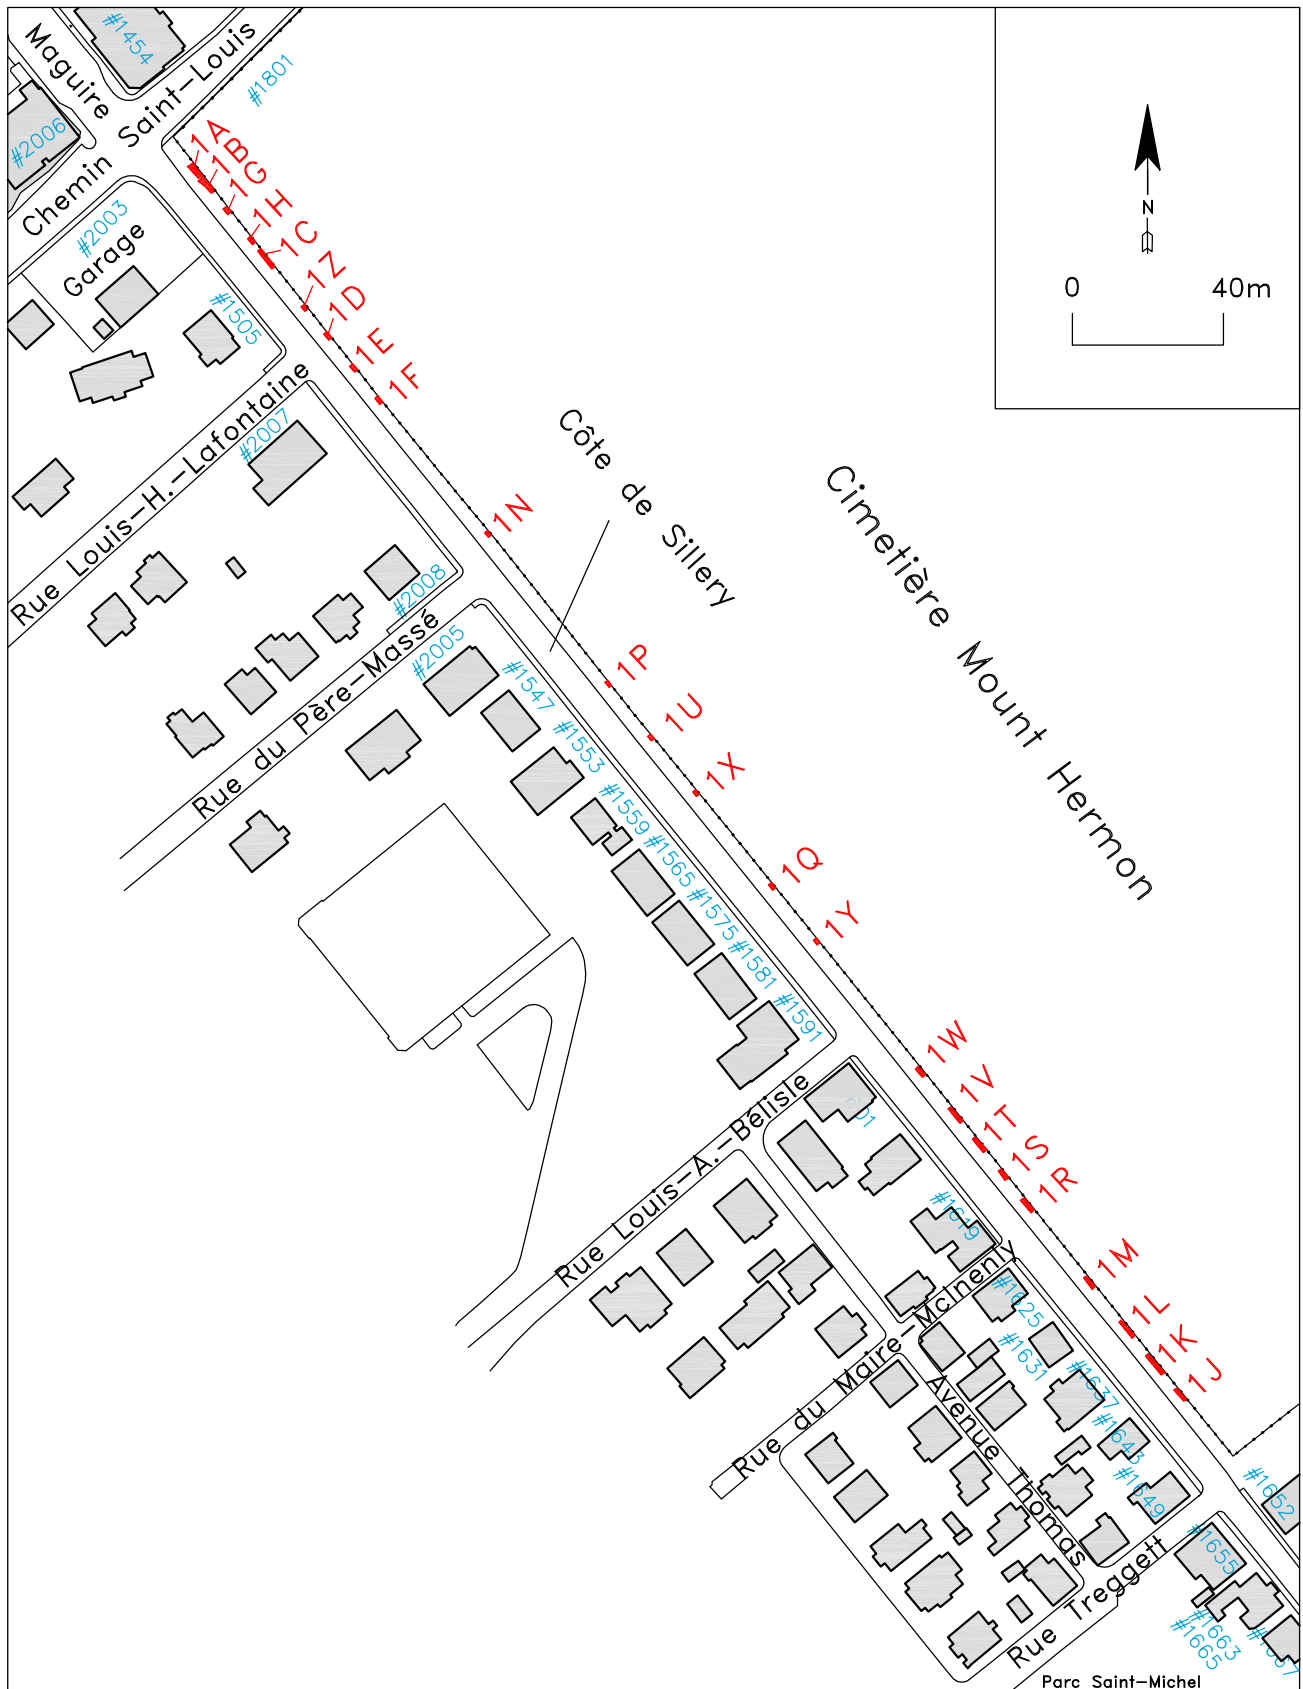 Maguire
#1454
Chemin Saint-Louis
#1801
#2006
#2003
Garage
#1505
1A
1B
1G
1H
1C
1Z
1D
1E
1F
N
0 40m
Rue Louis-H.-Lafontaine
#2007
1N
Côte de Sillery
Cimetière Mount Hermon
#2008
Rue du Père-Massé
#2005
#1547
#1553
#1559
#1565
#1575
#1581
#1591
1P
1U
1X
1Q
1Y
1W
1V
1T
1S
1R
1M
1L
1K
1J
Rue Louis-A.-Bélisle
#1619
Rue du Maire-McInenly
#1625
#1631
#1637
#1643
#1649
Avenue Thomas
Rue Treggett
#1652
#1655
#1663
#1665
Parc Saint-Michel